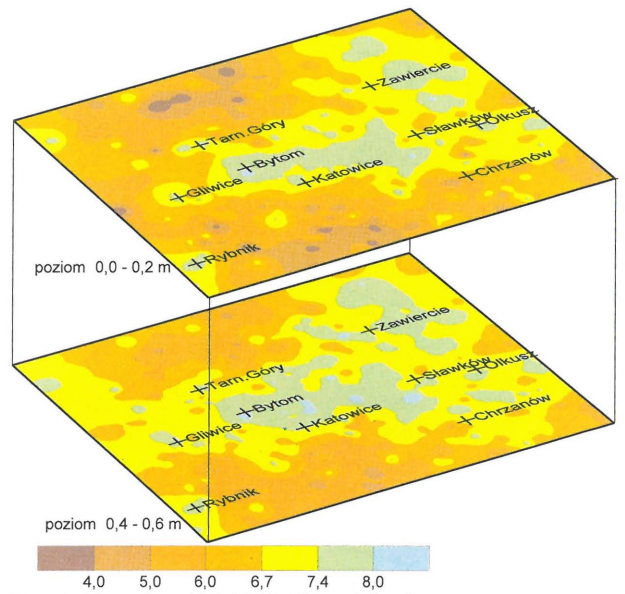 Zawiercie
Sławków
Olkusz
Tarn.Góry
Bytom
Katowice
Chrzanów
Gliwice
Rybnik
poziom 0,0 - 0,2 m
Zawiercie
Sławków
Olkusz
Tarn.Góry
Bytom
Katowice
Chrzanów
Gliwice
Rybnik
poziom 0,4 - 0,6 m
4,0 5,0 6,0 6,7 7,4 8,0